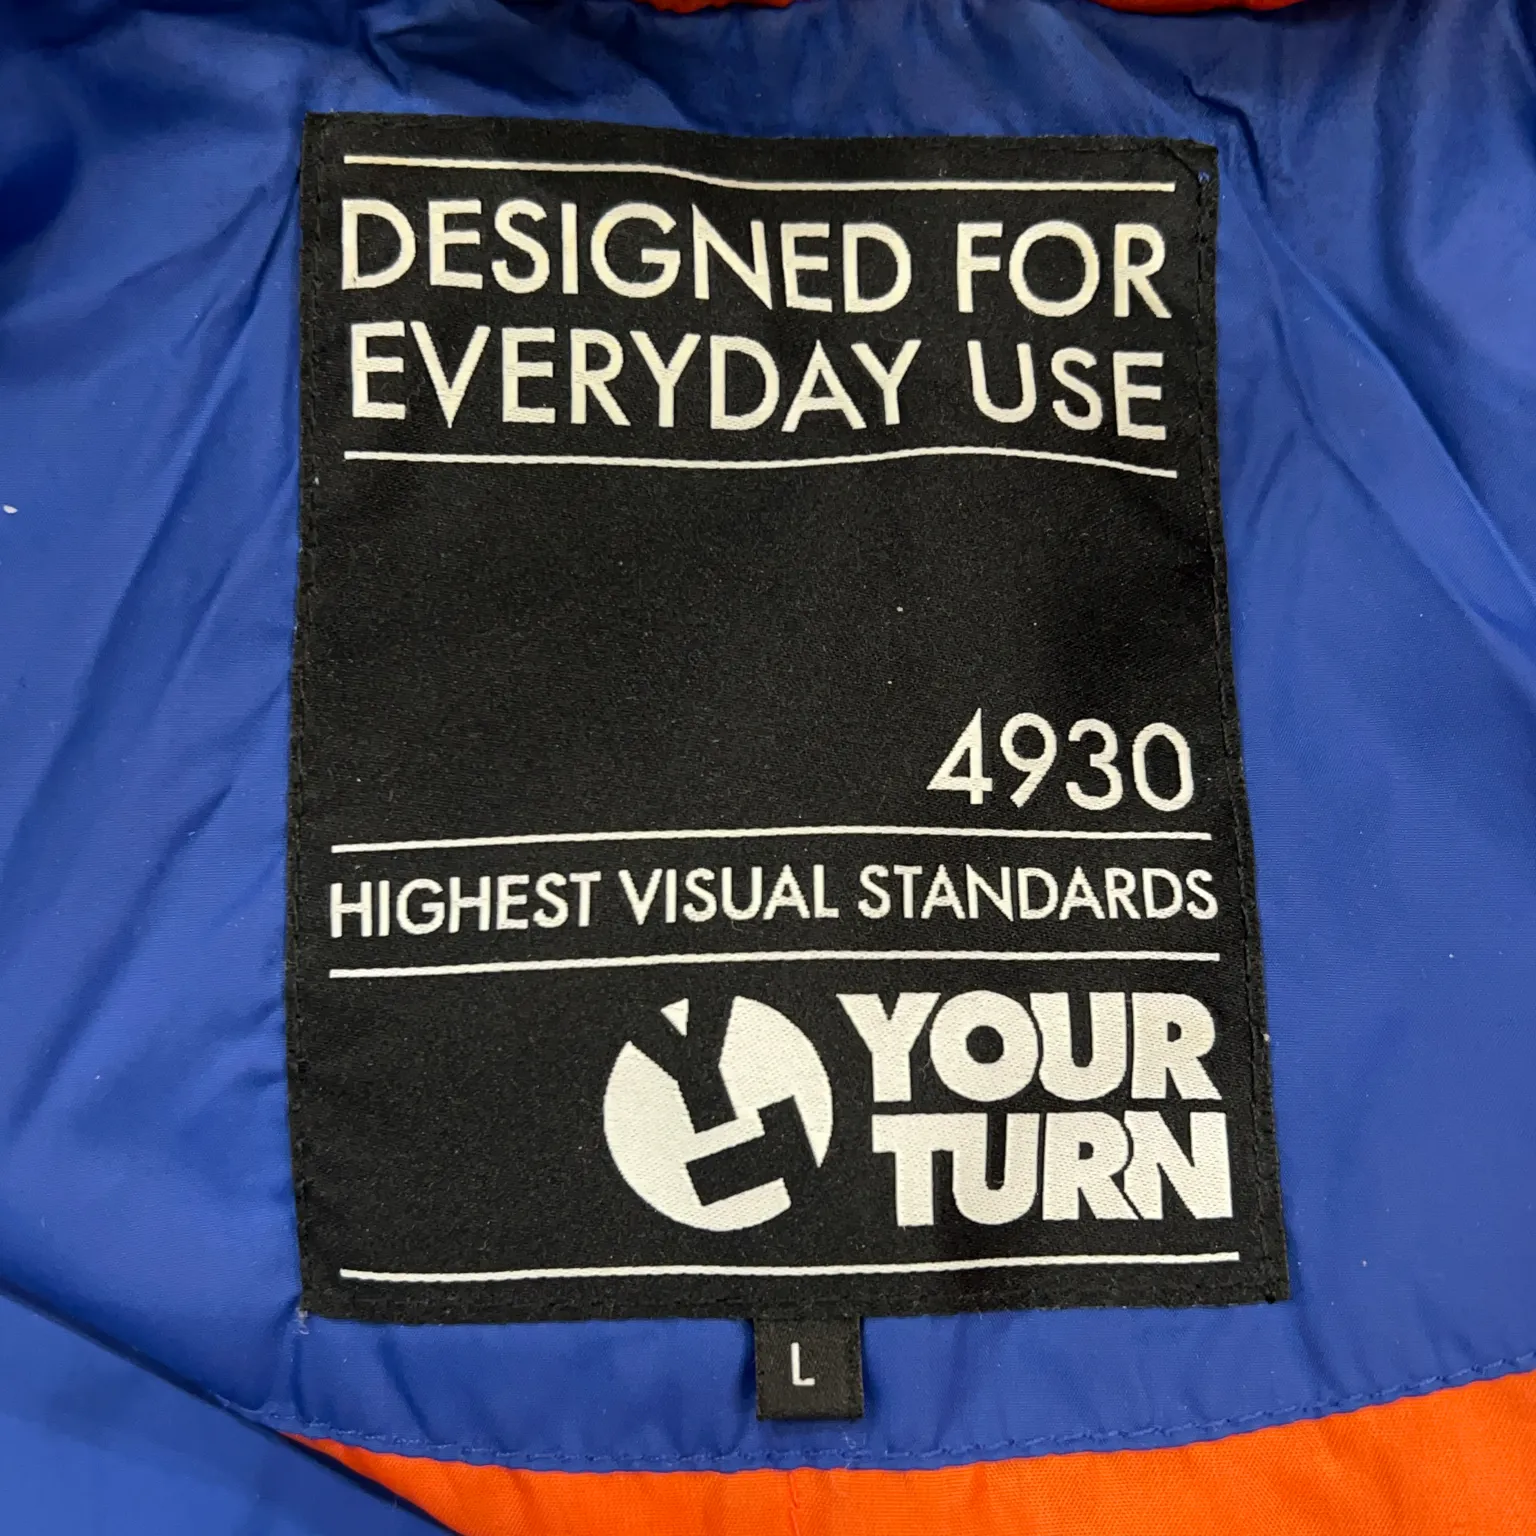 DESIGNED FOR
EVERYDAY USE
4930
HIGHEST VISUAL STANDARDS
YOUR
TURN
L